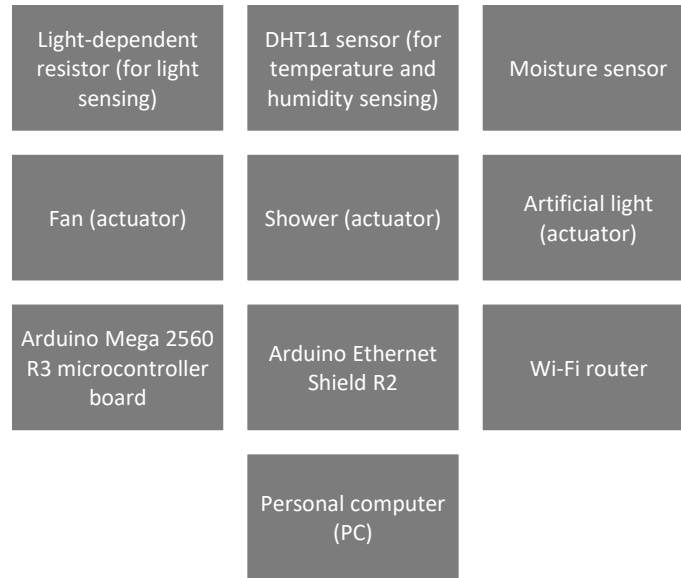 Light-dependent
resistor (for light
sensing)
DHT11 sensor (for
temperature and
humidity sensing)
Moisture sensor
Fan (actuator)
Shower (actuator)
Artificial light
(actuator)
Arduino Mega 2560
R3 microcontroller
board
Arduino Ethernet
Shield R2
Wi-Fi router
Personal computer
(PC)